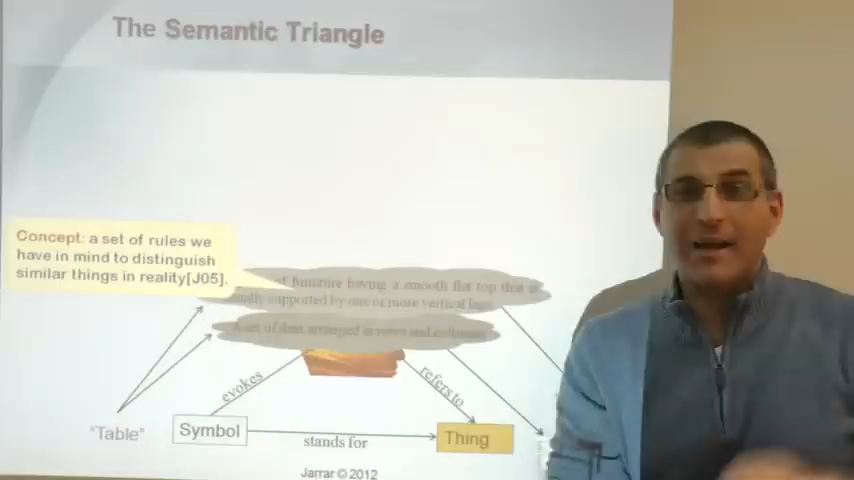 The Semantic Triangle
Concept: a set of rules we
have in mind to distinguish
similar things in reality[J05].
of furniture having a smooth flat top that is
usually supported by one or more vertical legs
A set of data arranged in rows and columns
evokes
refers to
"Table"
Symbol
stands for
Thing
Jarrar © 2012